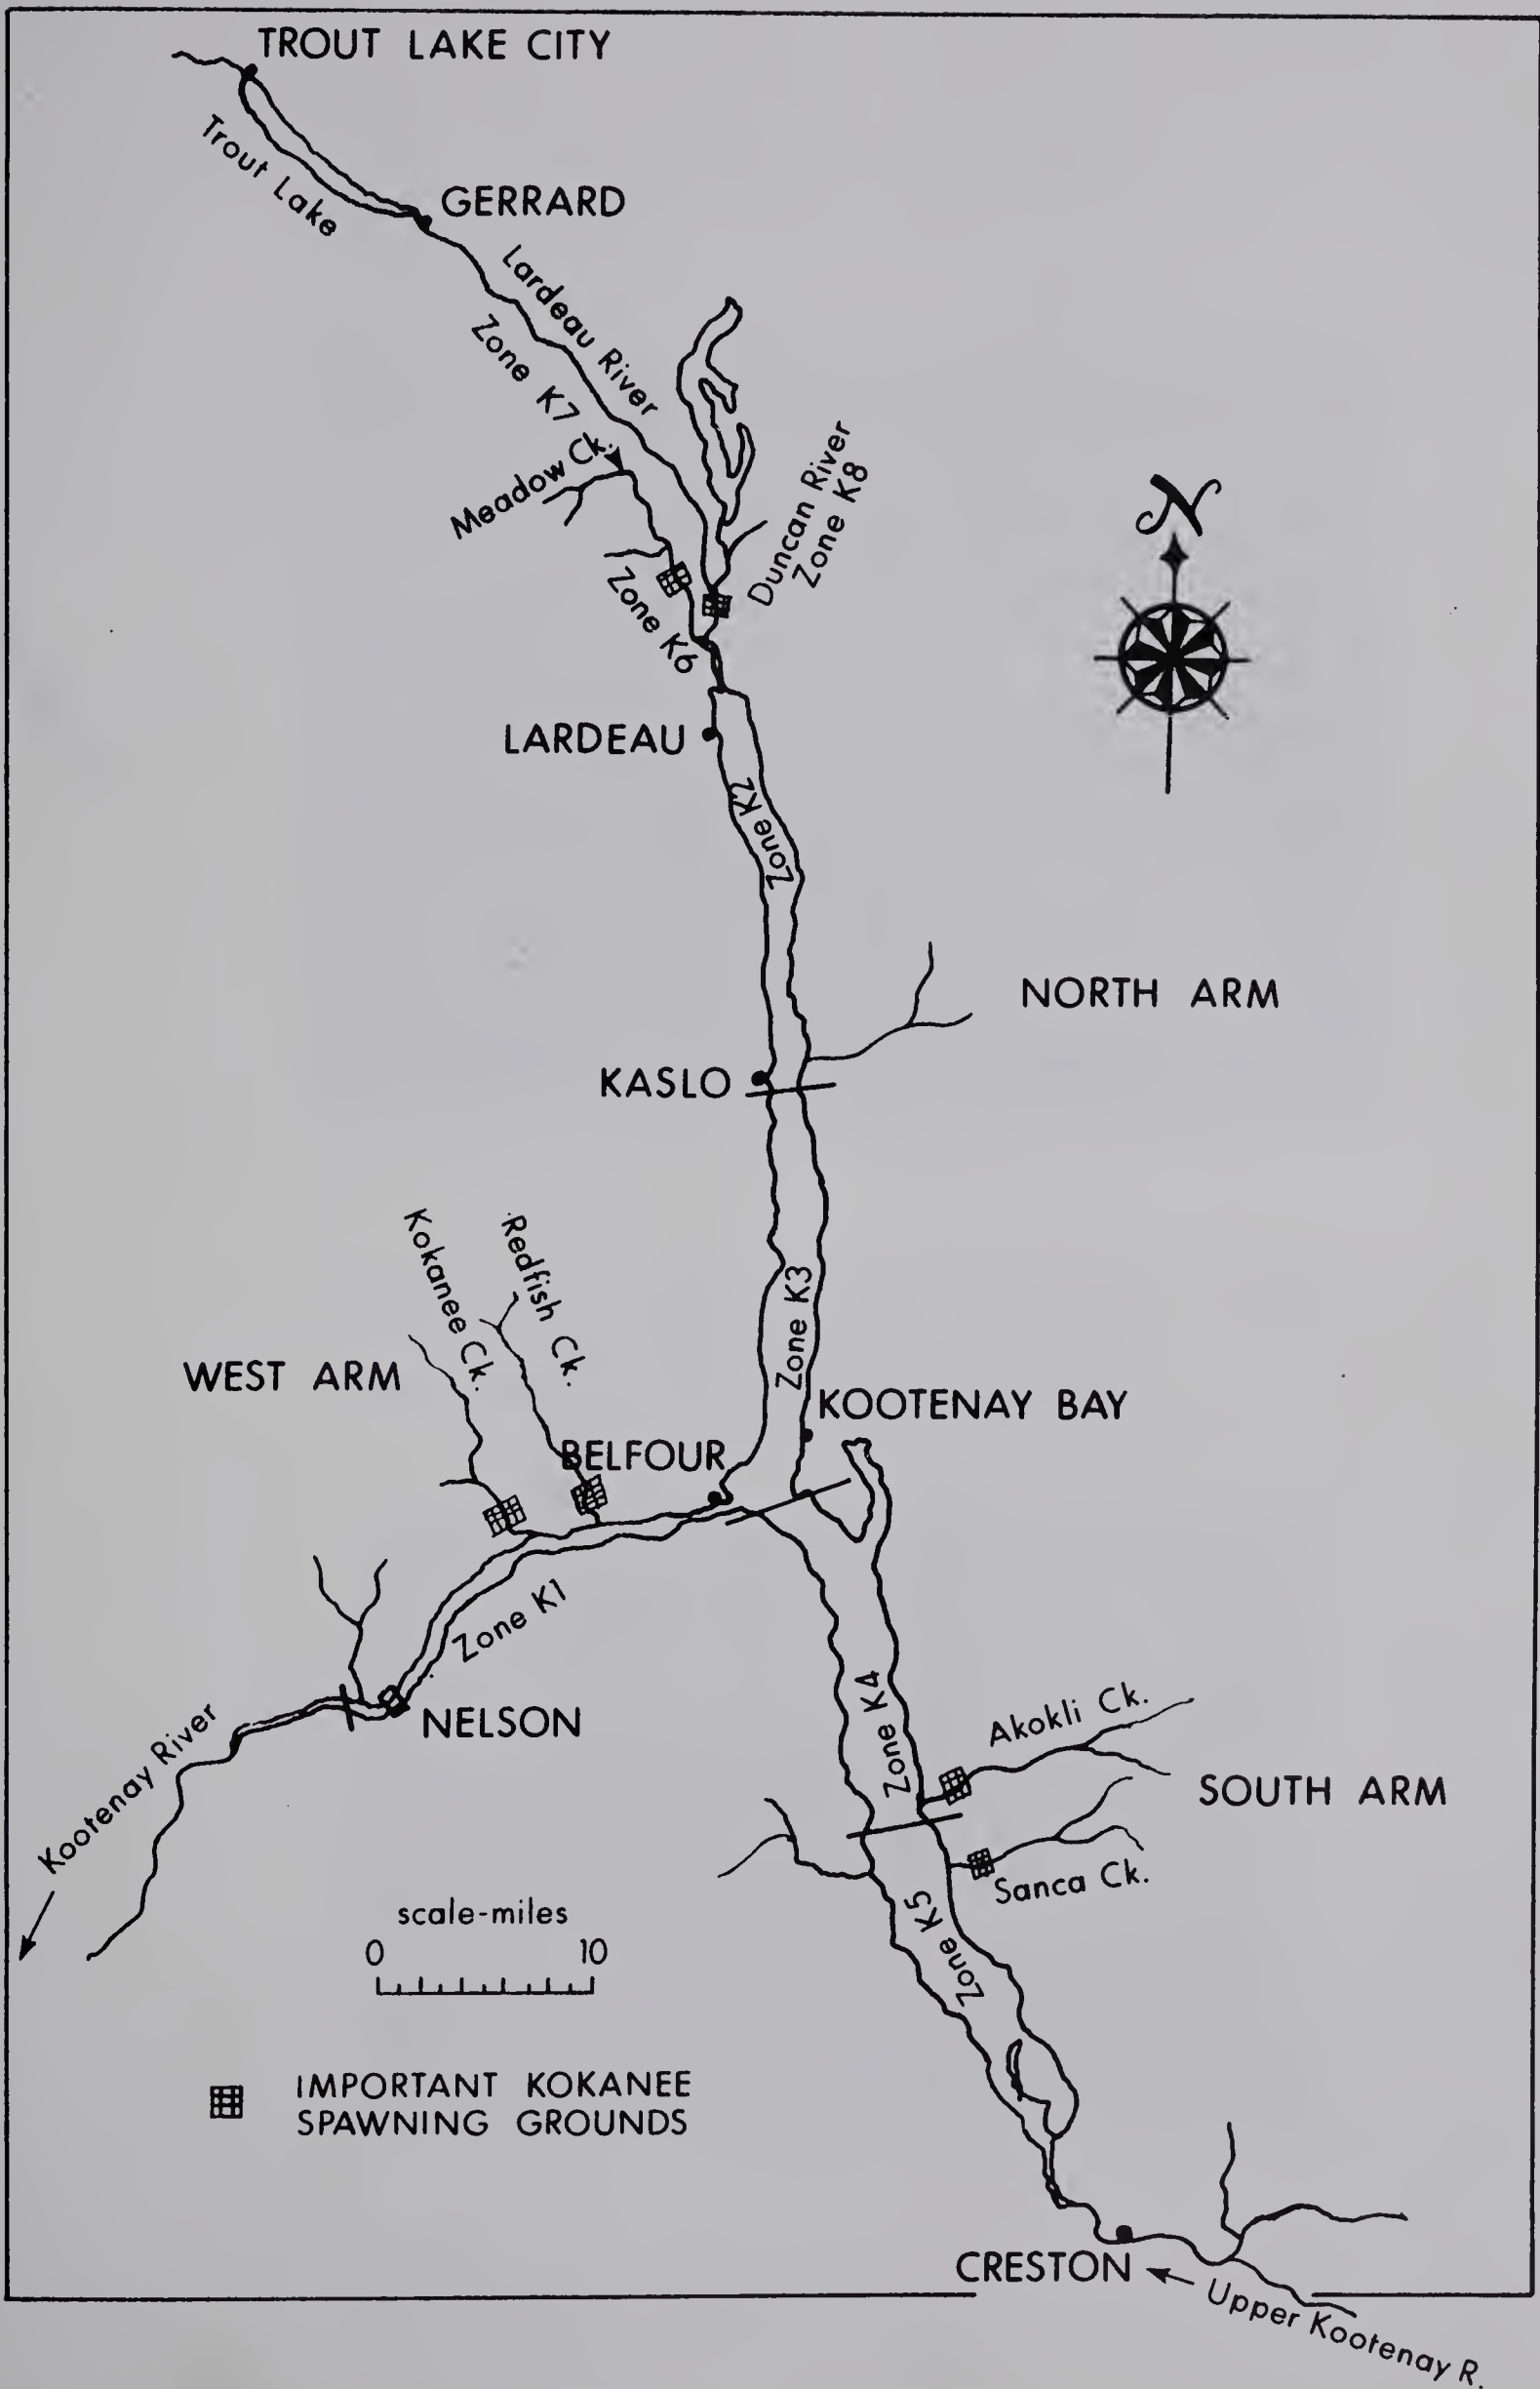 TROUT LAKE CITY
Trout Lake
GERRARD
Lardeau River
Zone K7
Meadow Ck.
Duncan River
Zone K8
Zone K6
N
LARDEAU
Zone K2
NORTH ARM
KASLO
Kokanee Ck.
Redfish Ck.
Zone K3
WEST ARM
KOOTENAY BAY
BELFOUR
Zone K1
Zone K4
Akokli Ck.
NELSON
Kootenay River
SOUTH ARM
Sanca Ck.
Zone K5
scale-miles
0 10
IMPORTANT KOKANEE
SPAWNING GROUNDS
CRESTON
Upper Kootenay R.